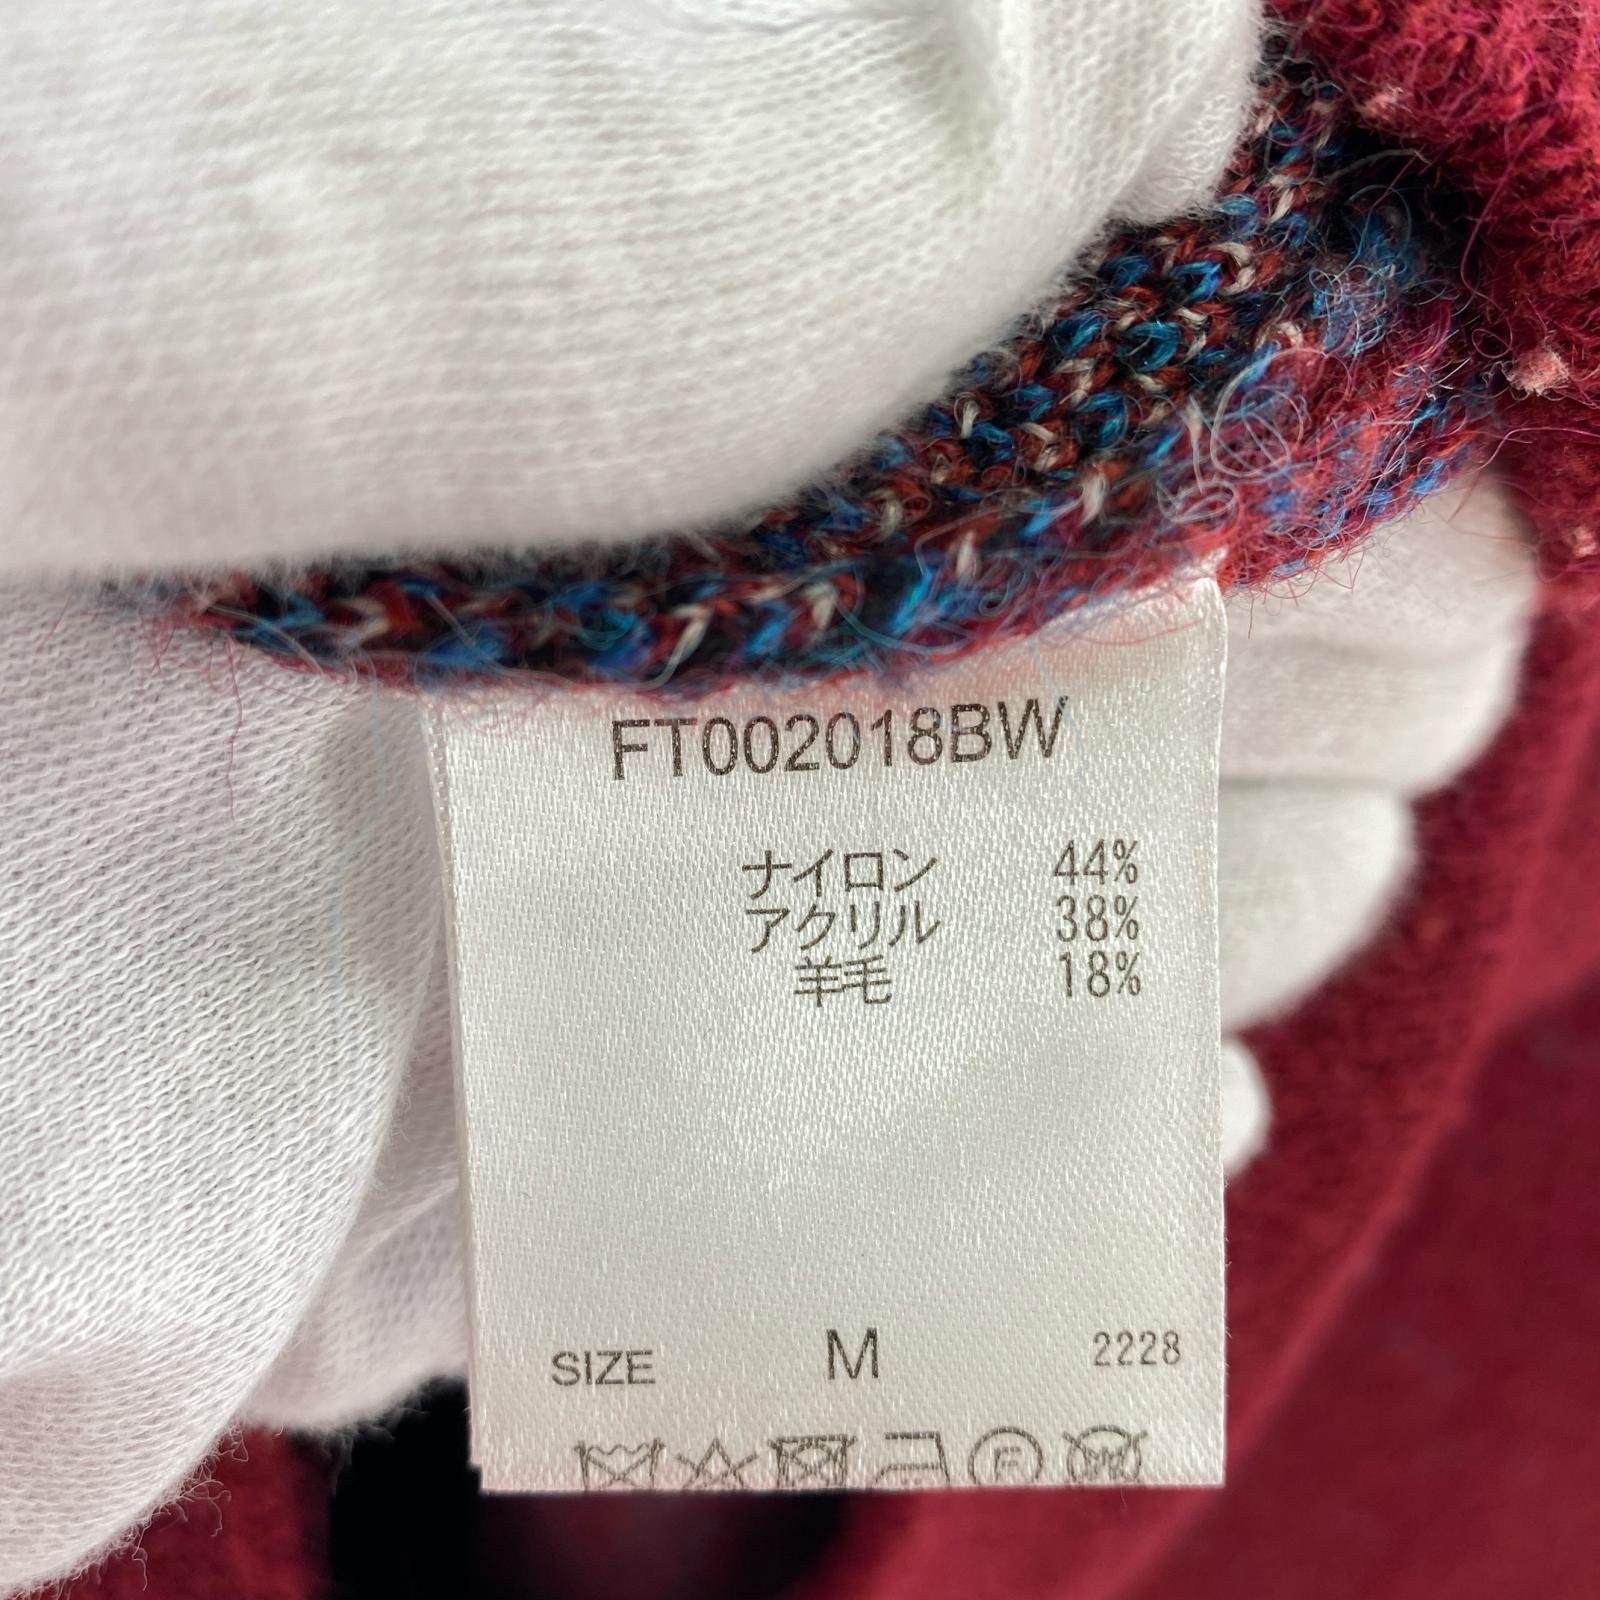 FT002018BW
ナイロン 44%
アクリル 38%
羊毛 18%
SIZE M 2228
F W